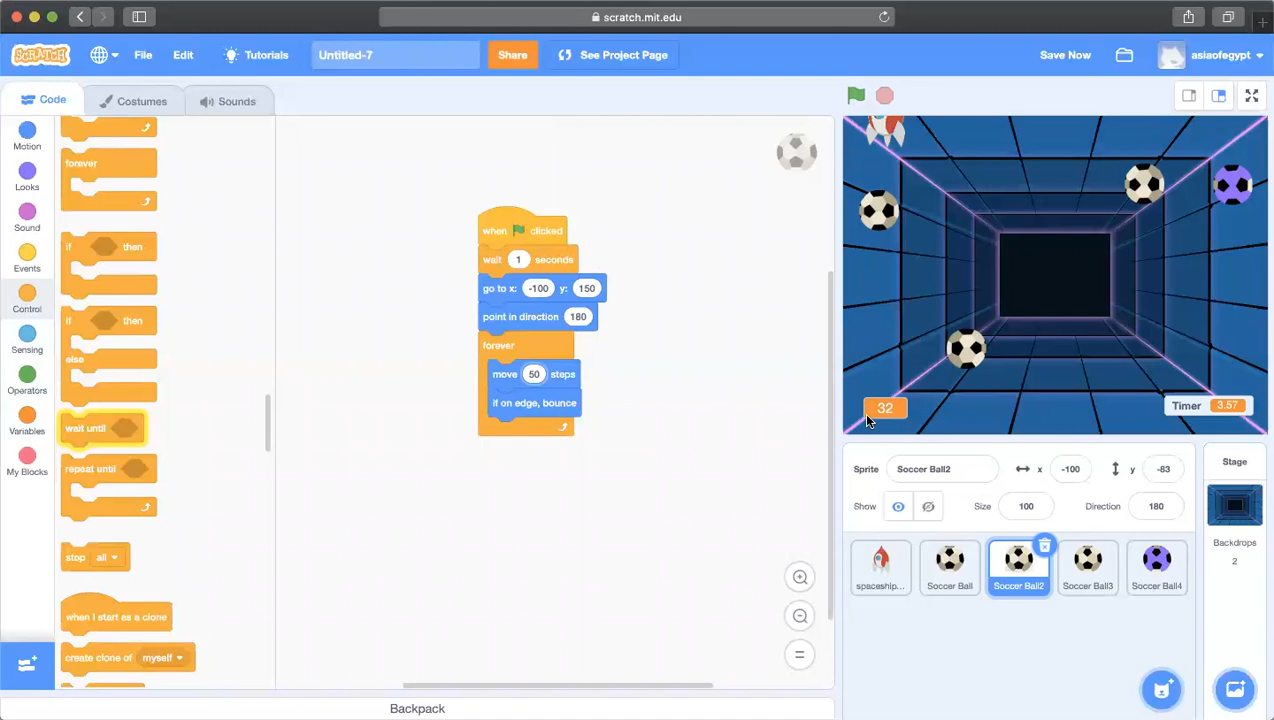 scratch.mit.edu
SCRATCH File Edit Tutorials Untitled-7 Share See Project Page Save Now asiaofegypt
Code Costumes Sounds
Motion
Looks
Sound
Events
Control
Sensing
Operators
Variables
My Blocks
forever
if then
if then
else
wait until
repeat until
stop all
when I start as a clone
create clone of myself
when clicked
wait 1 seconds
go to x: -100 y: 150
point in direction 180
forever
move 50 steps
if on edge, bounce
32
Timer 3.57
Sprite Soccer Ball2 x -100 y -83
Show Size 100 Direction 180
spaceship... Soccer Ball Soccer Ball2 Soccer Ball3 Soccer Ball4
Stage
Backdrops
2
Backpack